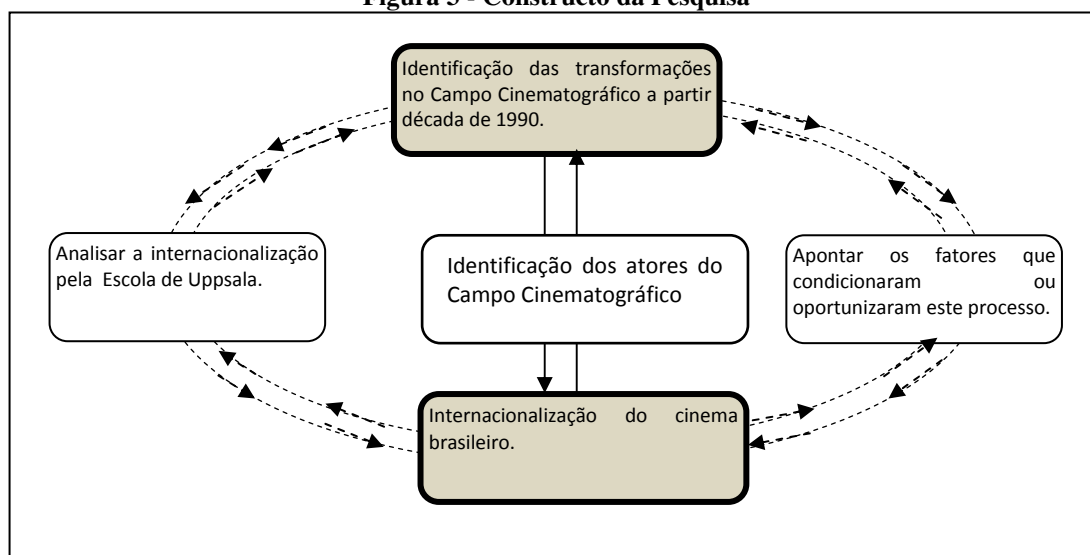 Figura 3 - Constructo da Pesquisa
Identificação das transformações
no Campo Cinematográfico a partir
década de 1990.
Analisar a internacionalização
pela Escola de Uppsala.
Identificação dos atores do
Campo Cinematográfico
Apontar os fatores que
condicionaram ou
oportunizaram este processo.
Internacionalização do cinema
brasileiro.